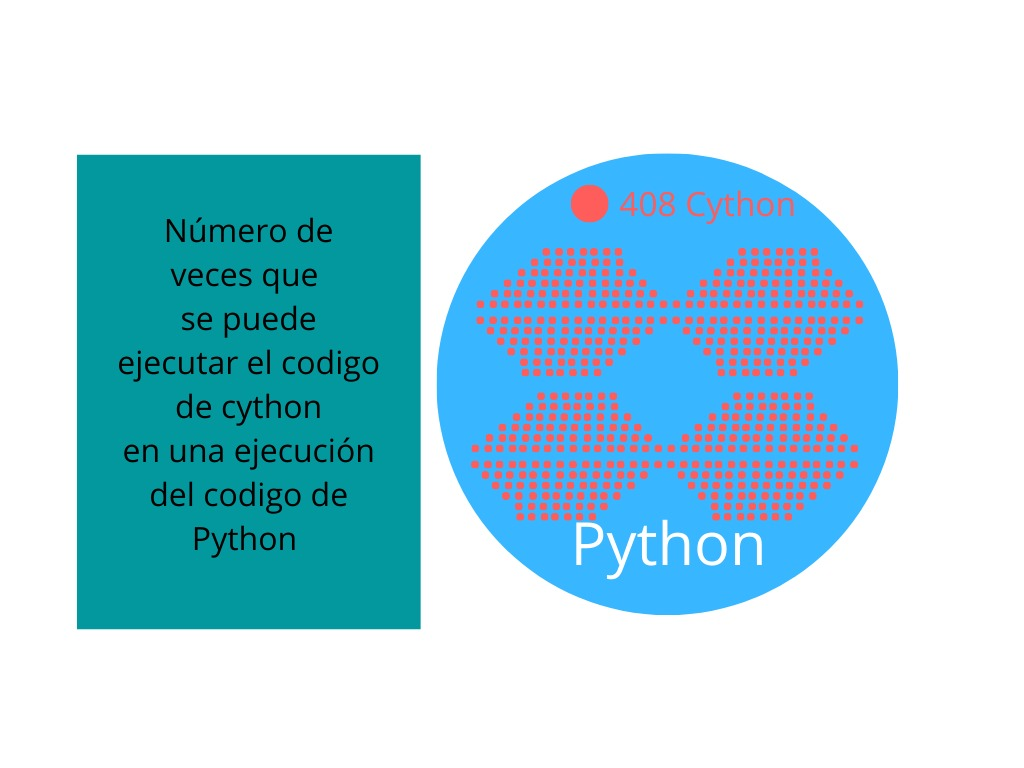 Número de
veces que
se puede
ejecutar el codigo
de cython
en una ejecución
del codigo de
Python
408 Cython
Python